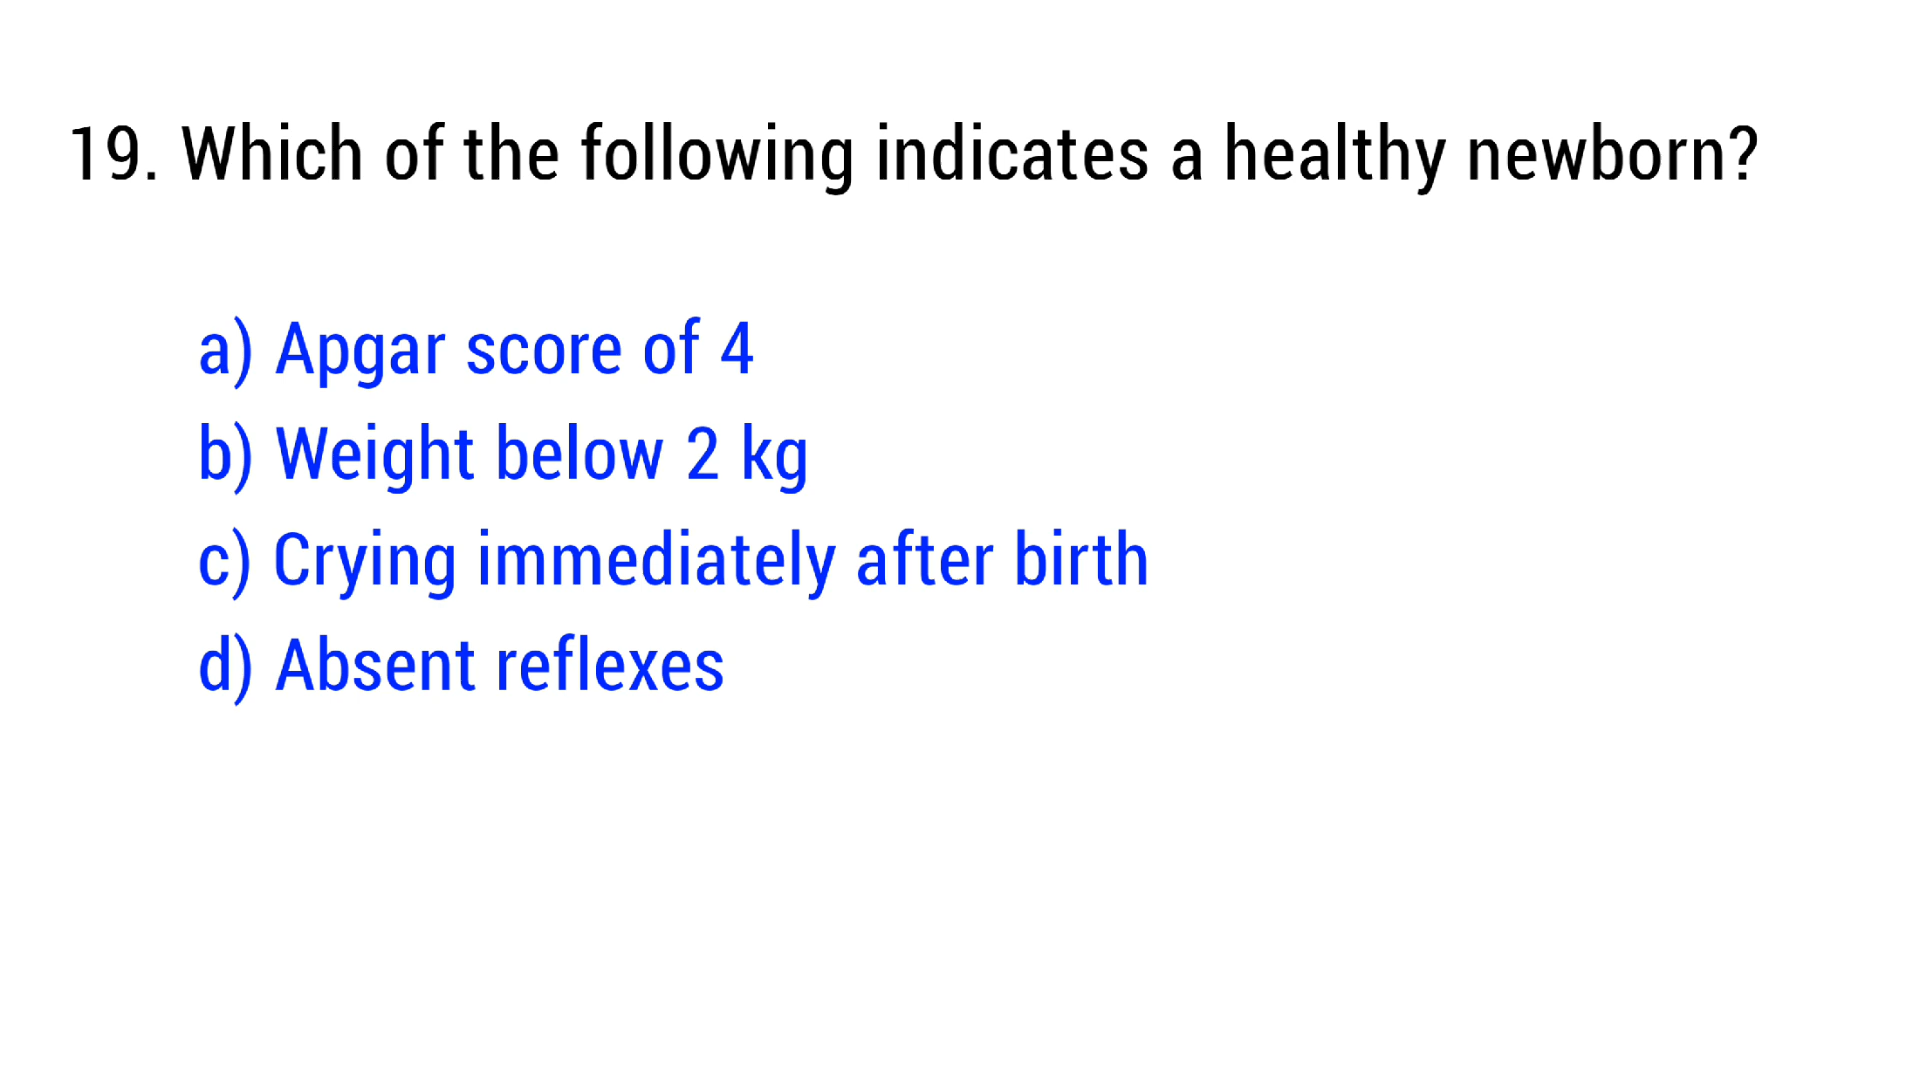 19. Which of the following indicates a healthy newborn?
a) Apgar score of 4
b) Weight below 2 kg
c) Crying immediately after birth
d) Absent reflexes